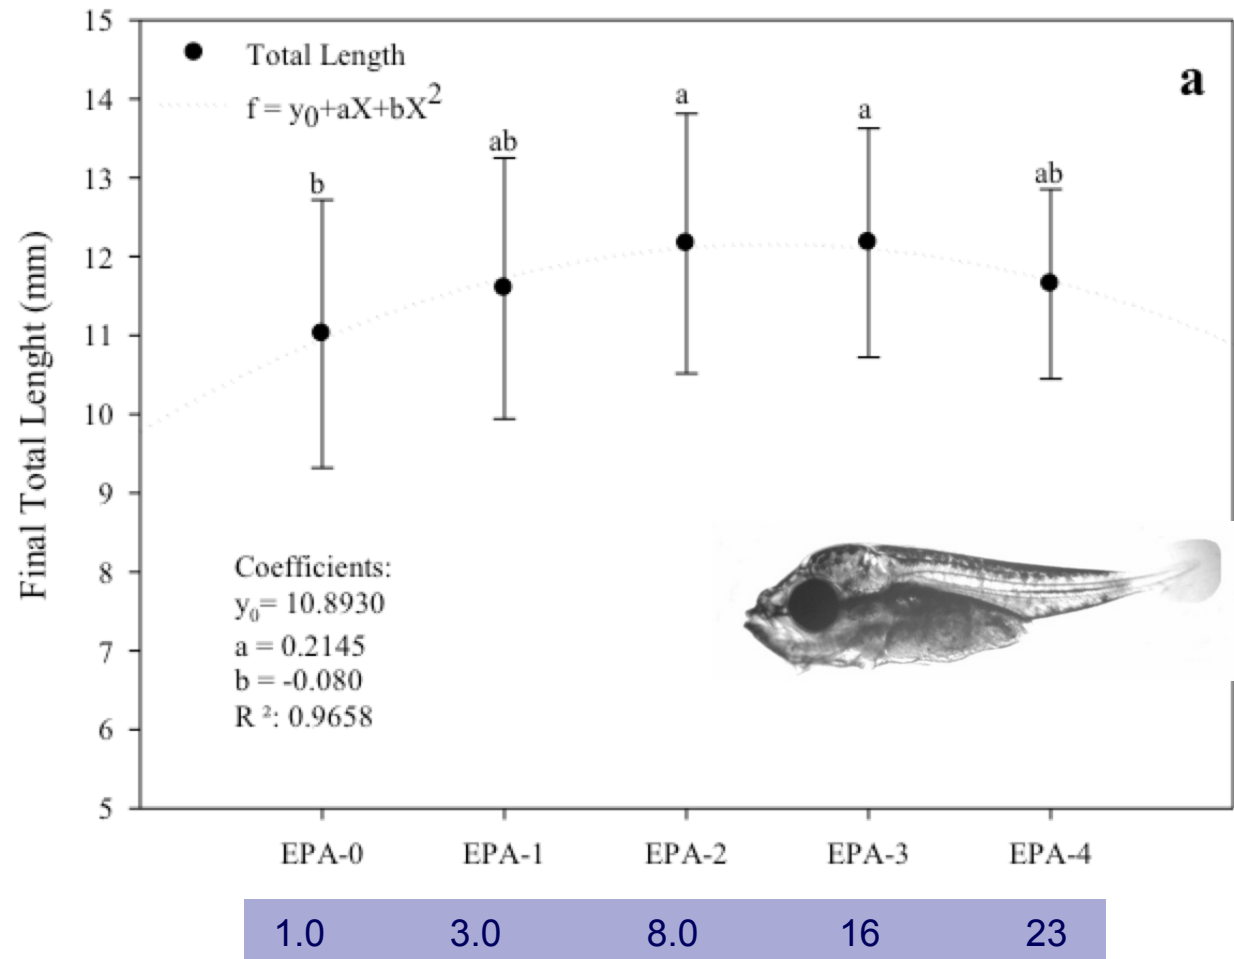 15
14
13
12
11
10
9
8
7
6
5
Final Total Lenght (mm)
Total Length
f = y0+aX+bX2
a
b
ab
a
a
ab
Coefficients:
y0= 10.8930
a = 0.2145
b = -0.080
R ²: 0.9658
EPA-0 EPA-1 EPA-2 EPA-3 EPA-4
1.0 3.0 8.0 16 23